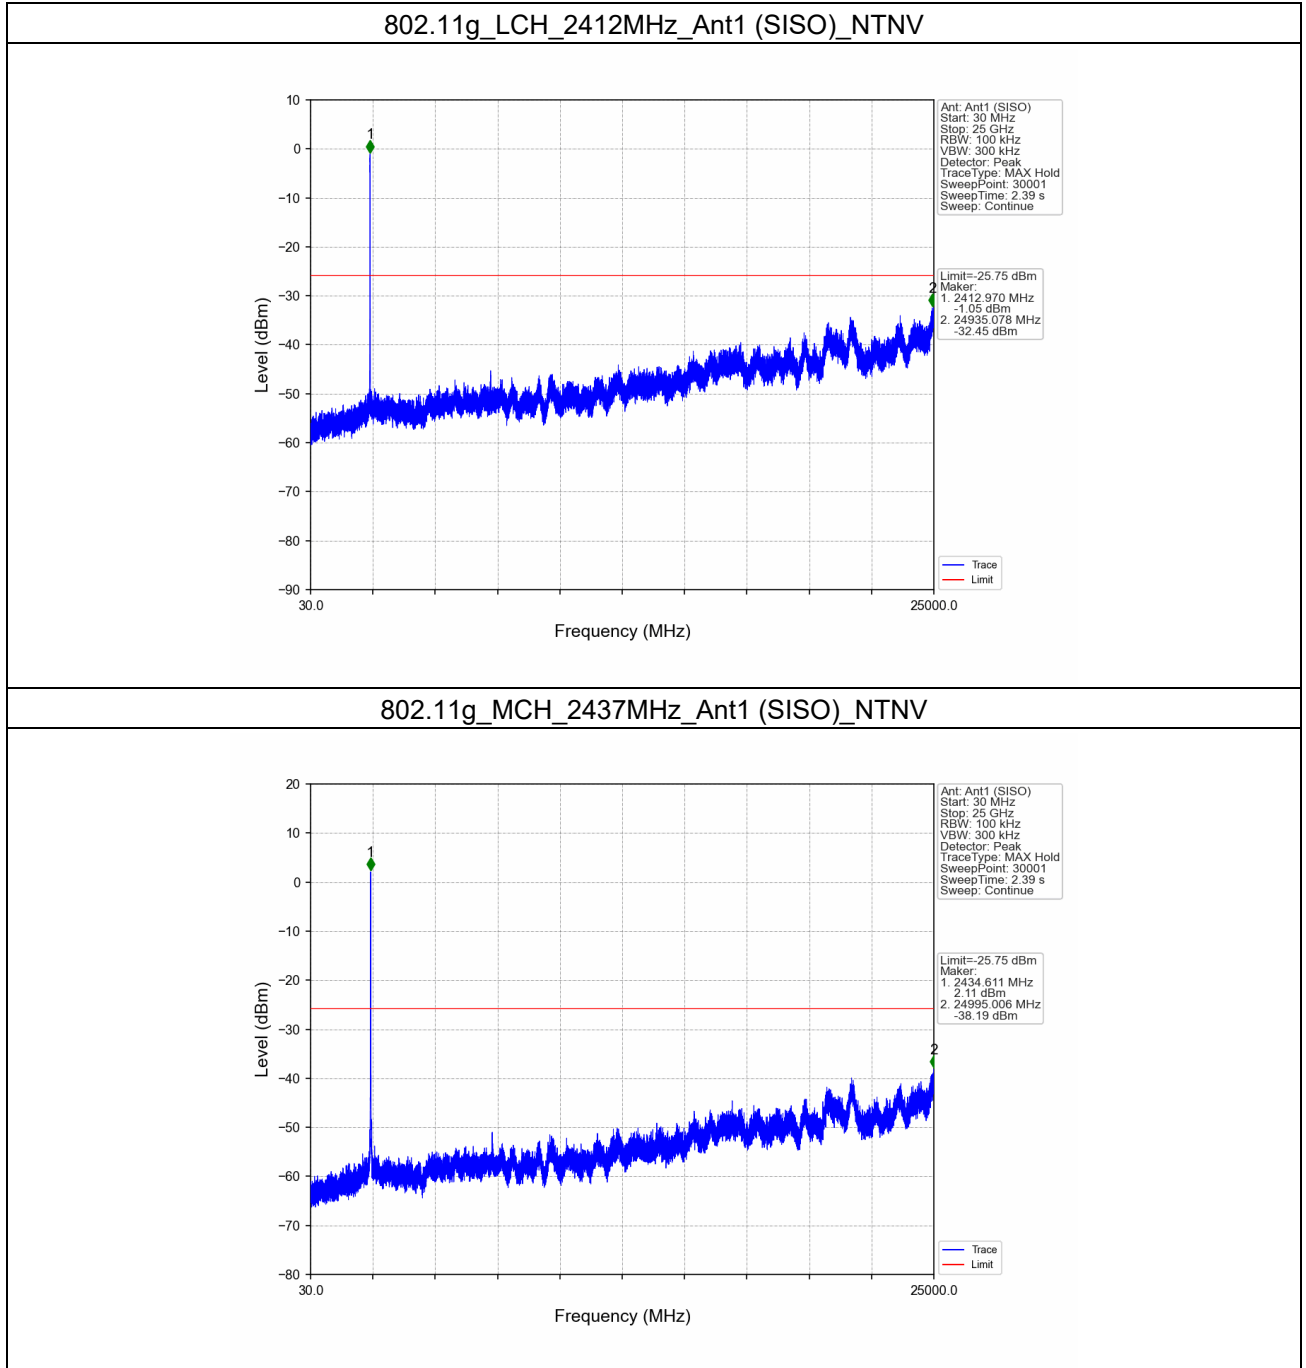 802.11g_LCH_2412MHz_Ant1 (SISO)_NTNV
10
0
−10
−20
−30
−40
−50
−60
−70
−80
−90
Level (dBm)
1
2
30.0
25000.0
Frequency (MHz)
Ant: Ant1 (SISO)
Start: 30 MHz
Stop: 25 GHz
RBW: 100 kHz
VBW: 300 kHz
Detector: Peak
TraceType: MAX Hold
SweepPoint: 30001
SweepTime: 2.39 s
Sweep: Continue
Limit=-25.75 dBm
Maker:
1. 2412.970 MHz
-1.05 dBm
2. 24935.078 MHz
-32.45 dBm
Trace
Limit
802.11g_MCH_2437MHz_Ant1 (SISO)_NTNV
20
10
0
−10
−20
−30
−40
−50
−60
−70
−80
Level (dBm)
1
2
30.0
25000.0
Frequency (MHz)
Ant: Ant1 (SISO)
Start: 30 MHz
Stop: 25 GHz
RBW: 100 kHz
VBW: 300 kHz
Detector: Peak
TraceType: MAX Hold
SweepPoint: 30001
SweepTime: 2.39 s
Sweep: Continue
Limit=-25.75 dBm
Maker:
1. 2434.611 MHz
2.11 dBm
2. 24995.006 MHz
-38.19 dBm
Trace
Limit